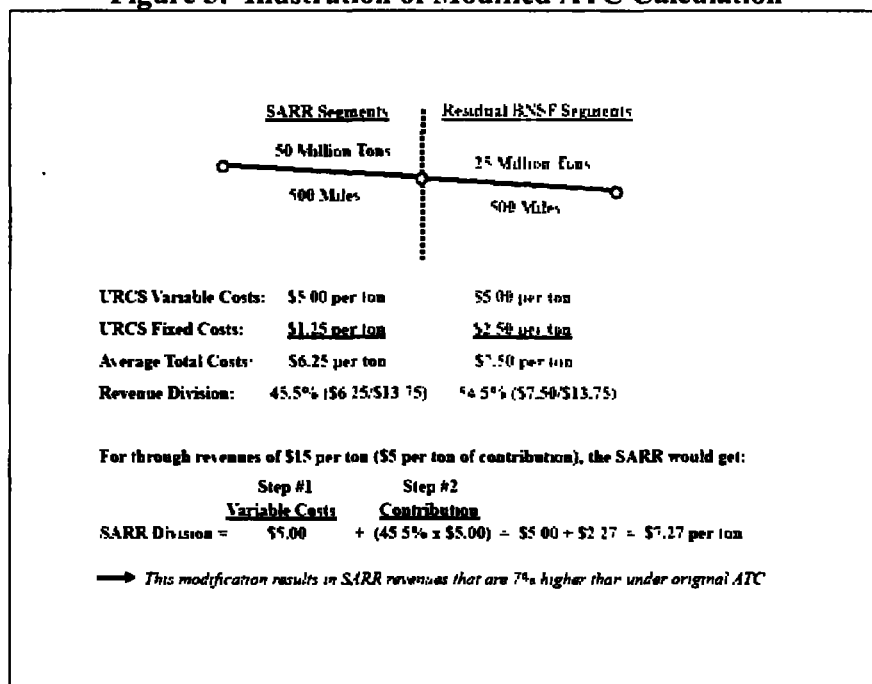 Figure 3: Illustration of Modified ATC Calculation
SARR Segments Residual BNSF Segments
50 Million Tons 25 Million Tons
500 Miles 500 Miles
URCS Variable Costs: $5.00 per ton $5.00 per ton
URCS Fixed Costs: $1.25 per ton $2.50 per ton
Average Total Costs: $6.25 per ton $7.50 per ton
Revenue Division: 45.5% ($6.25/$13.75) 54.5% ($7.50/$13.75)
For through revenues of $15 per ton ($5 per ton of contribution), the SARR would get:
Step #1 Step #2
Variable Costs Contribution
SARR Division = $5.00 + (45.5% x $5.00) = $5.00 + $2.27 = $7.27 per ton
This modification results in SARR revenues that are 7% higher than under original ATC